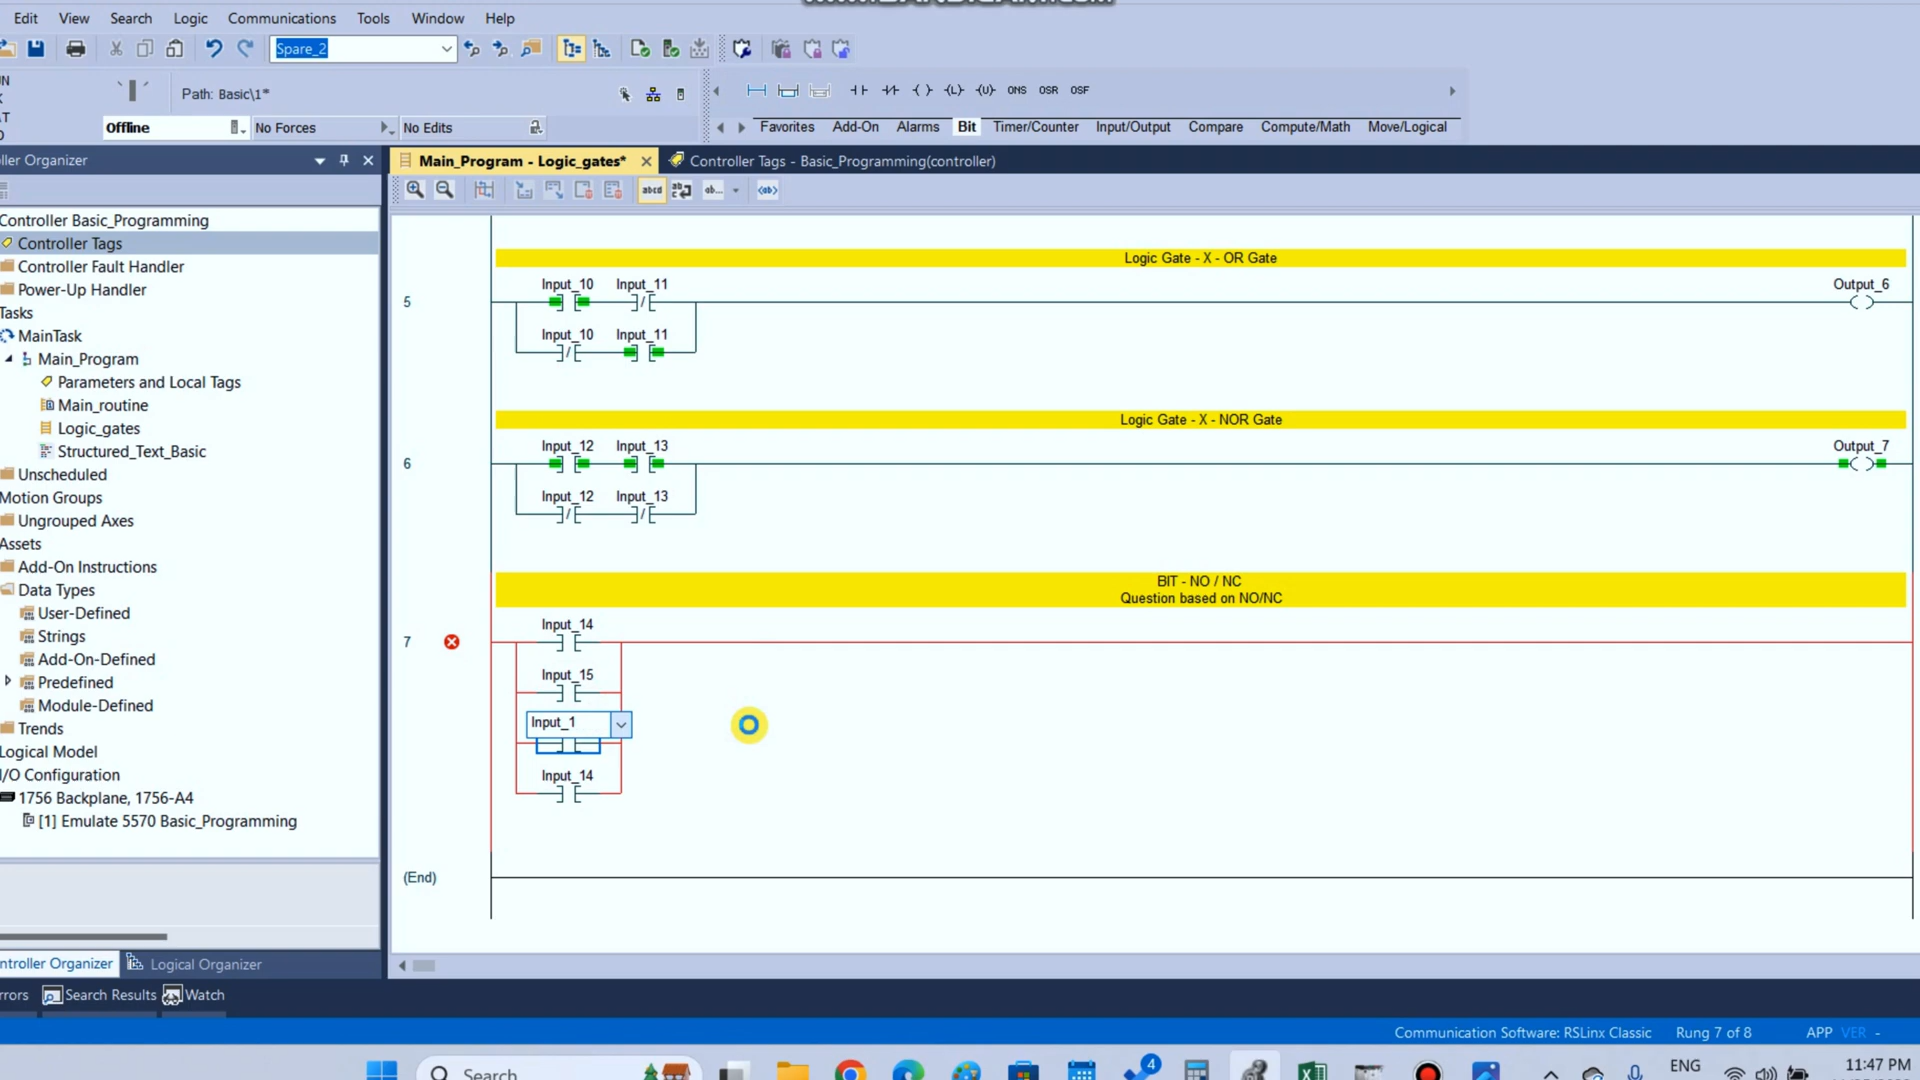 Edit View Search Logic Communications Tools Window Help
Spare_2
Path: Basic\1*
ONS OSR OSF
Offline No Forces No Edits
Favorites Add-On Alarms Bit Timer/Counter Input/Output Compare Compute/Math Move/Logical
ller Organizer
Main_Program - Logic_gates*
Controller Tags - Basic_Programming(controller)
Controller Basic_Programming
Controller Tags
Controller Fault Handler
Power-Up Handler
Tasks
MainTask
Main_Program
Parameters and Local Tags
Main_routine
Logic_gates
Structured_Text_Basic
Unscheduled
Motion Groups
Ungrouped Axes
Assets
Add-On Instructions
Data Types
User-Defined
Strings
Add-On-Defined
Predefined
Module-Defined
Trends
Logical Model
I/O Configuration
1756 Backplane, 1756-A4
[1] Emulate 5570 Basic_Programming
ntroller Organizer
Logical Organizer
Logic Gate - X - OR Gate
Input_10 Input_11 Output_6
5
Input_10 Input_11
Logic Gate - X - NOR Gate
Input_12 Input_13 Output_7
6
Input_12 Input_13
BIT - NO / NC
Question based on NO/NC
Input_14
7
Input_15
Input_1
Input_14
(End)
rrors Search Results Watch
Communication Software: RSLinx Classic Rung 7 of 8 APP VER
Search
4
ENG
11:47 PM